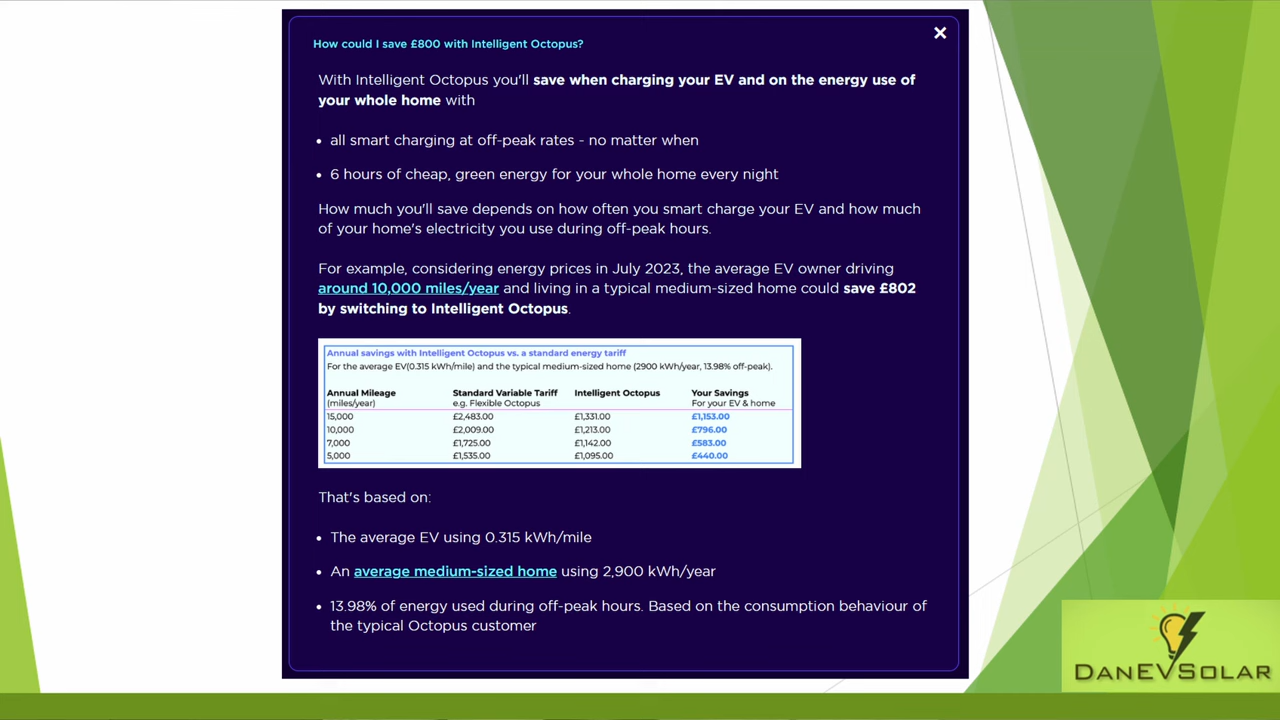 How could I save £800 with Intelligent Octopus?
With Intelligent Octopus you'll save when charging your EV and on the energy use of
your whole home with
• all smart charging at off-peak rates - no matter when
• 6 hours of cheap, green energy for your whole home every night
How much you'll save depends on how often you smart charge your EV and how much
of your home's electricity you use during off-peak hours.
For example, considering energy prices in July 2023, the average EV owner driving
around 10,000 miles/year and living in a typical medium-sized home could save £802
by switching to Intelligent Octopus.
Annual savings with Intelligent Octopus vs. a standard energy tariff
For the average EV(0.315 kWh/mile) and the typical medium-sized home (2900 kWh/year, 13.98% off-peak).
Annual Mileage Standard Variable Tariff Intelligent Octopus Your Savings
(miles/year) e.g. Flexible Octopus For your EV & home
15,000 £2,483.00 £1,331.00 £1,153.00
10,000 £2,009.00 £1,213.00 £796.00
7,000 £1,725.00 £1,142.00 £583.00
5,000 £1,535.00 £1,095.00 £440.00
That's based on:
• The average EV using 0.315 kWh/mile
• An average medium-sized home using 2,900 kWh/year
• 13.98% of energy used during off-peak hours. Based on the consumption behaviour of
the typical Octopus customer
DANEVSOLAR